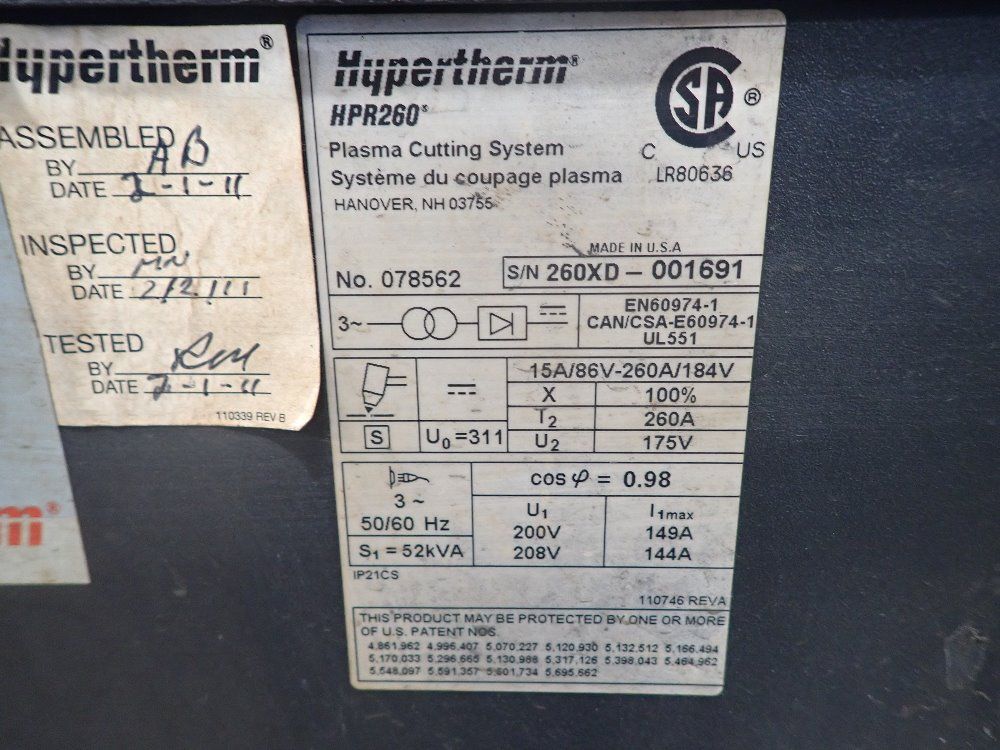 Hypertherm®
ASSEMBLED
BY AB
DATE 2-1-11
INSPECTED
BY MN
DATE 2/2/11
TESTED
BY
DATE 2-1-11
110339 REV B
m®
Hypertherm®
HPR260®
Plasma Cutting System
Système du coupage plasma
HANOVER, NH 03755
CSA ®
C US
LR80636
MADE IN U.S.A
No. 078562
S/N 260XD – 001691
3~
EN60974-1
CAN/CSA-E60974-1
UL551
15A/86V-260A/184V
X 100%
S U₀=311
I₂ 260A
U₂ 175V
3~
50/60 Hz
S₁ = 52kVA
cos φ = 0.98
U₁ I₁max
200V 149A
208V 144A
IP21CS
110746 REVA
THIS PRODUCT MAY BE PROTECTED BY ONE OR MORE
OF U.S. PATENT NOS.
4,861,962 4,996,407 5,070,227 5,120,930 5,132,512 5,166,494
5,170,033 5,296,665 5,130,966 5,317,126 5,398,043 5,464,962
5,548,097 5,591,357 5,601,734 5,695,662